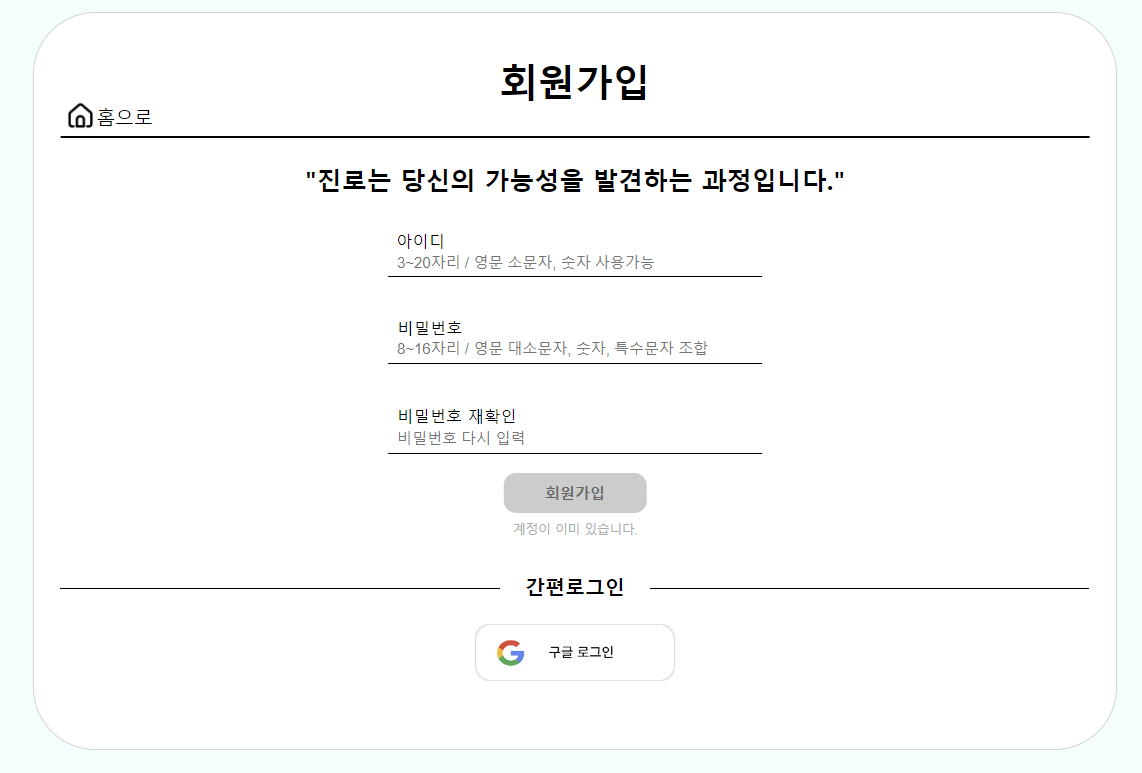 회원가입
홈으로
"진로는 당신의 가능성을 발견하는 과정입니다."
아이디
3~20자리 / 영문 소문자, 숫자 사용가능
비밀번호
8~16자리 / 영문 대소문자, 숫자, 특수문자 조합
비밀번호 재확인
비밀번호 다시 입력
회원가입
계정이 이미 있습니다.
간편로그인
구글 로그인